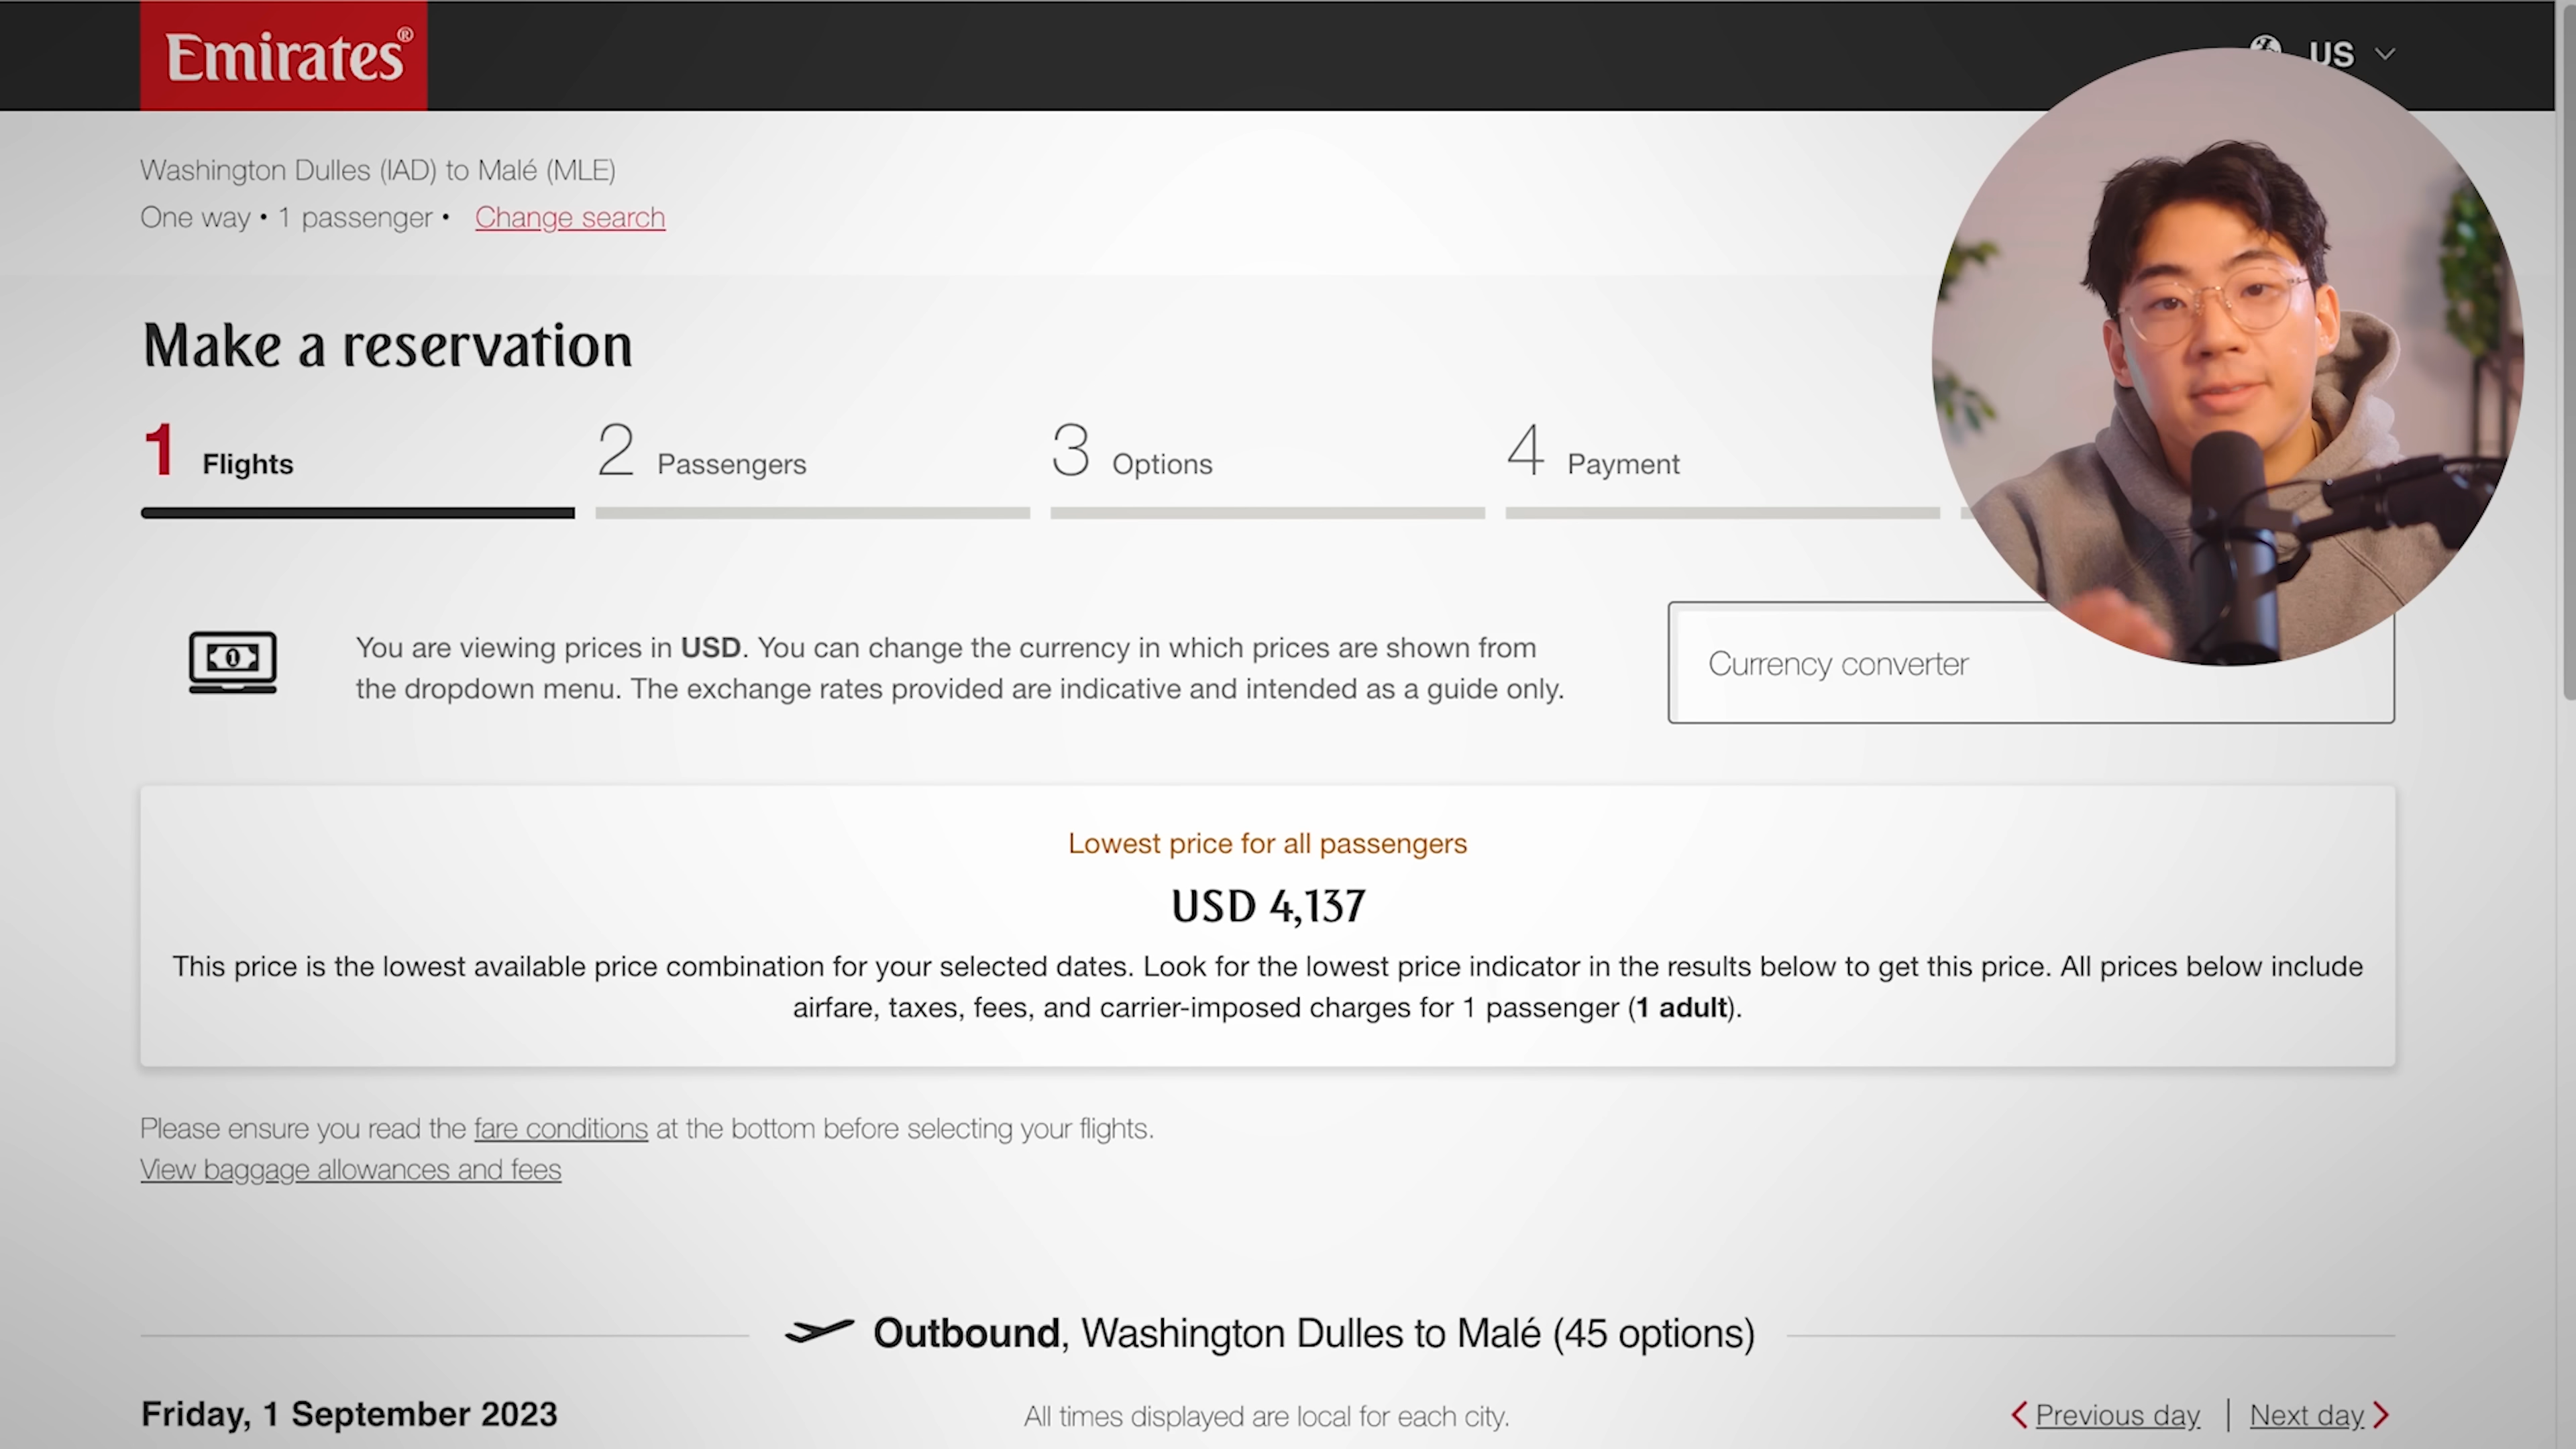 Emirates®
US
Washington Dulles (IAD) to Malé (MLE)
One way • 1 passenger • Change search
Make a reservation
1 Flights
2 Passengers
3 Options
4 Payment
You are viewing prices in USD. You can change the currency in which prices are shown from
the dropdown menu. The exchange rates provided are indicative and intended as a guide only.
Currency converter
Lowest price for all passengers
USD 4,137
This price is the lowest available price combination for your selected dates. Look for the lowest price indicator in the results below to get this price. All prices below include
airfare, taxes, fees, and carrier-imposed charges for 1 passenger (1 adult).
Please ensure you read the fare conditions at the bottom before selecting your flights.
View baggage allowances and fees
Outbound, Washington Dulles to Malé (45 options)
Friday, 1 September 2023
All times displayed are local for each city.
Previous day | Next day